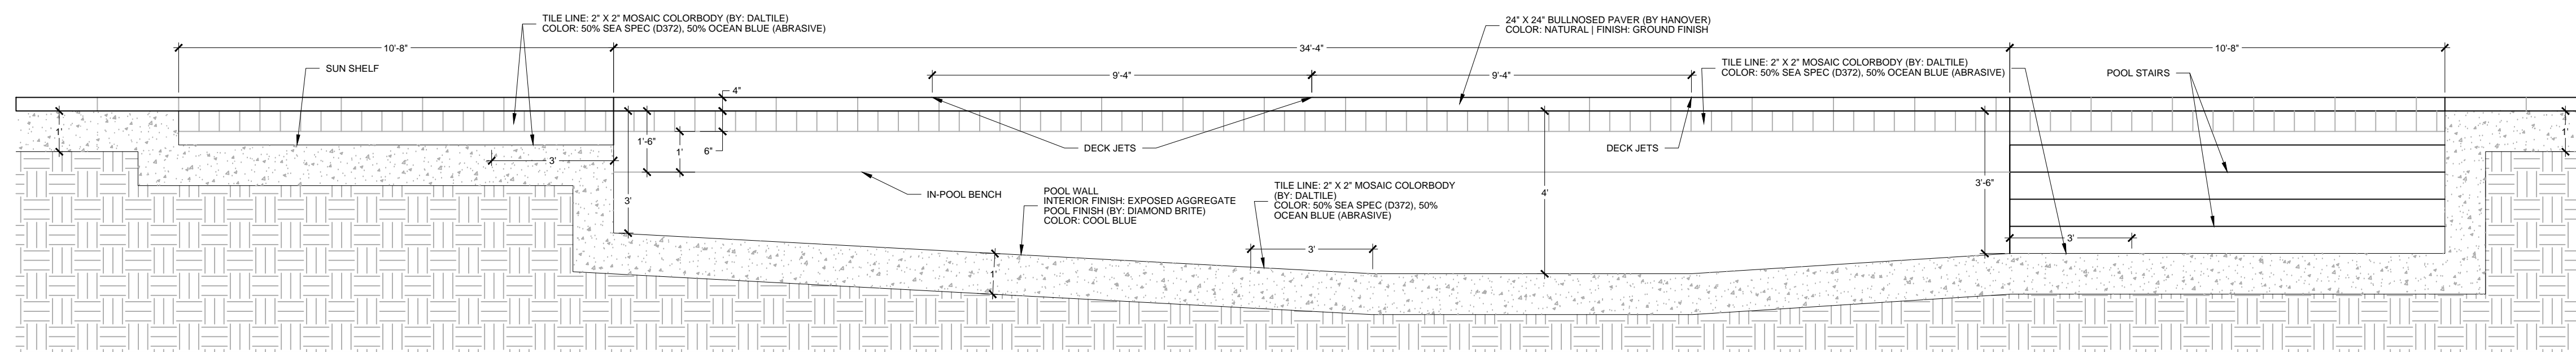 TILE LINE: 2" X 2" MOSAIC COLORBODY (BY: DALTILE)
COLOR: 50% SEA SPEC (D372), 50% OCEAN BLUE (ABRASIVE)
24" X 24" BULLNOSED PAVER (BY HANOVER)
COLOR: NATURAL | FINISH: GROUND FINISH
10'-8"
34'-4"
10'-8"
SUN SHELF
9'-4"
9'-4"
TILE LINE: 2" X 2" MOSAIC COLORBODY (BY: DALTILE)
COLOR: 50% SEA SPEC (D372), 50% OCEAN BLUE (ABRASIVE)
POOL STAIRS
4"
1'
1'-6"
1'
6"
DECK JETS
DECK JETS
1'
3'
3'
IN-POOL BENCH
POOL WALL
INTERIOR FINISH: EXPOSED AGGREGATE
POOL FINISH (BY: DIAMOND BRITE)
COLOR: COOL BLUE
TILE LINE: 2" X 2" MOSAIC COLORBODY
(BY: DALTILE)
COLOR: 50% SEA SPEC (D372), 50%
OCEAN BLUE (ABRASIVE)
4'
3'-6"
3'
3'
1'